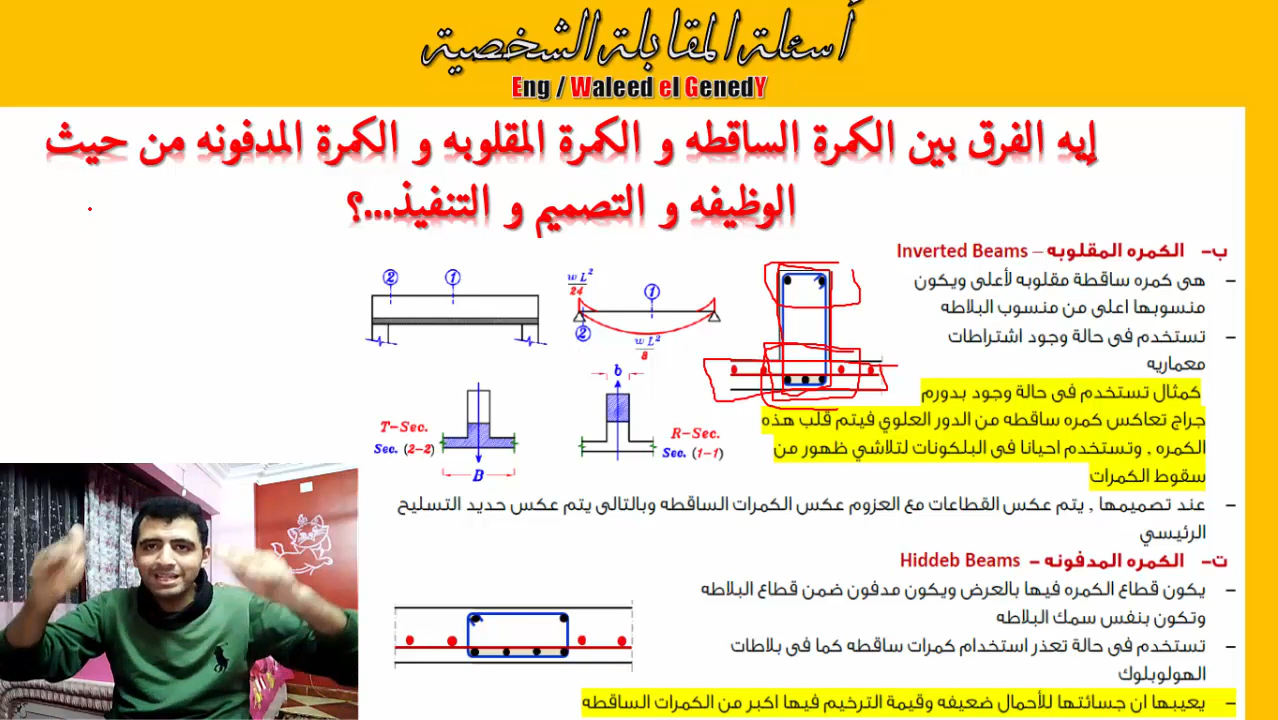 أسئلة المقابلة الشخصية
Eng / Waleed el GenedY
إيه الفرق بين الكمرة الساقطه و الكمرة المقلوبه و الكمرة المدفونه من حيث
الوظيفه و التصميم و التنفيذ...؟
ب- الكمره المقلوبه – Inverted Beams
- هى كمره ساقطة مقلوبه لأعلى ويكون
منسوبها اعلى من منسوب البلاطه
- تستخدم فى حالة وجود اشتراطات
معماريه
كمثال تستخدم فى حالة وجود بدورم
جراج تعاكس كمره ساقطه من الدور العلوي فيتم قلب هذه
الكمره , وتستخدم احيانا فى البلكونات لتلاشي ظهور من
سقوط الكمرات
- عند تصميمها , يتم عكس القطاعات مع العزوم عكس الكمرات الساقطه وبالتالى يتم عكس حديد التسليح
الرئيسي
2
1
wL²
24
1
2
wL²
8
T-Sec.
Sec. (2-2)
B
b
R-Sec.
Sec. (1-1)
ت- الكمره المدفونه – Hiddeb Beams
- يكون قطاع الكمره فيها بالعرض ويكون مدفون ضمن قطاع البلاطه
وتكون بنفس سمك البلاطه
- تستخدم فى حالة تعذر استخدام كمرات ساقطه كما فى بلاطات
الهولوبلوك
- يعيبها ان جسائتها للأحمال ضعيفه وقيمة الترخيم فيها اكبر من الكمرات الساقطه